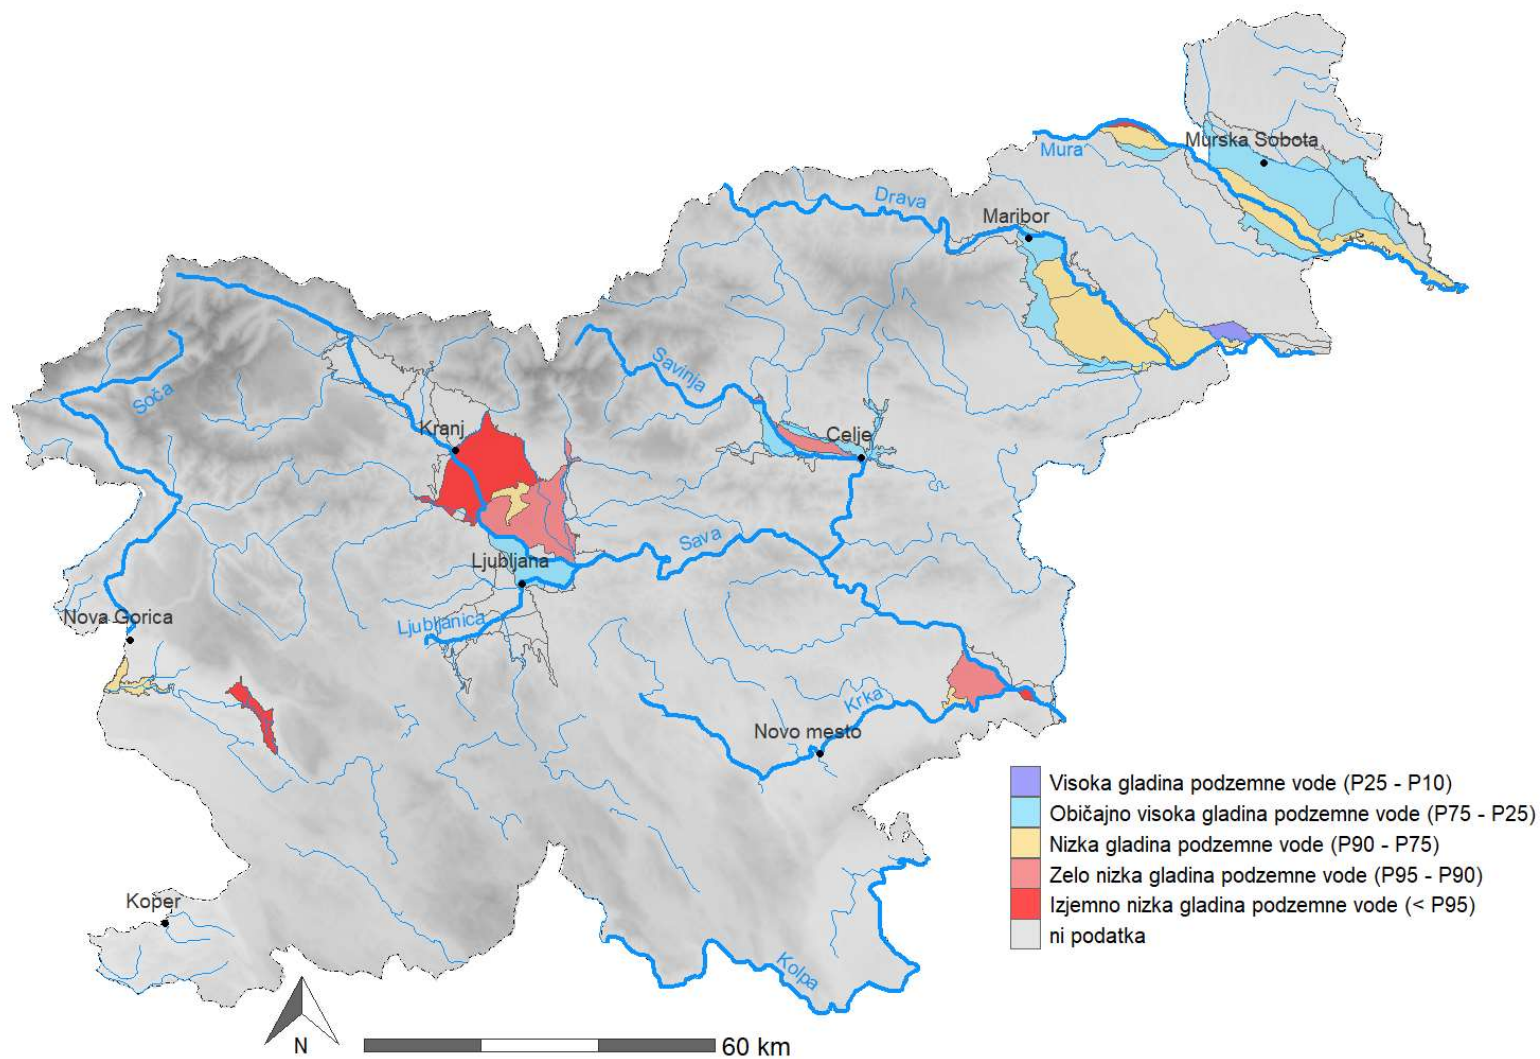 Murska Sobota
Mura
Drava
Maribor
Savinja
Soča
Kranj
Celje
Sava
Ljubljana
Nova Gorica
Ljubljanica
Krka
Novo mesto
Visoka gladina podzemne vode (P25 - P10)
Običajno visoka gladina podzemne vode (P75 - P25)
Nizka gladina podzemne vode (P90 - P75)
Zelo nizka gladina podzemne vode (P95 - P90)
Izjemno nizka gladina podzemne vode (< P95)
ni podatka
Koper
Kolpa
N
60 km